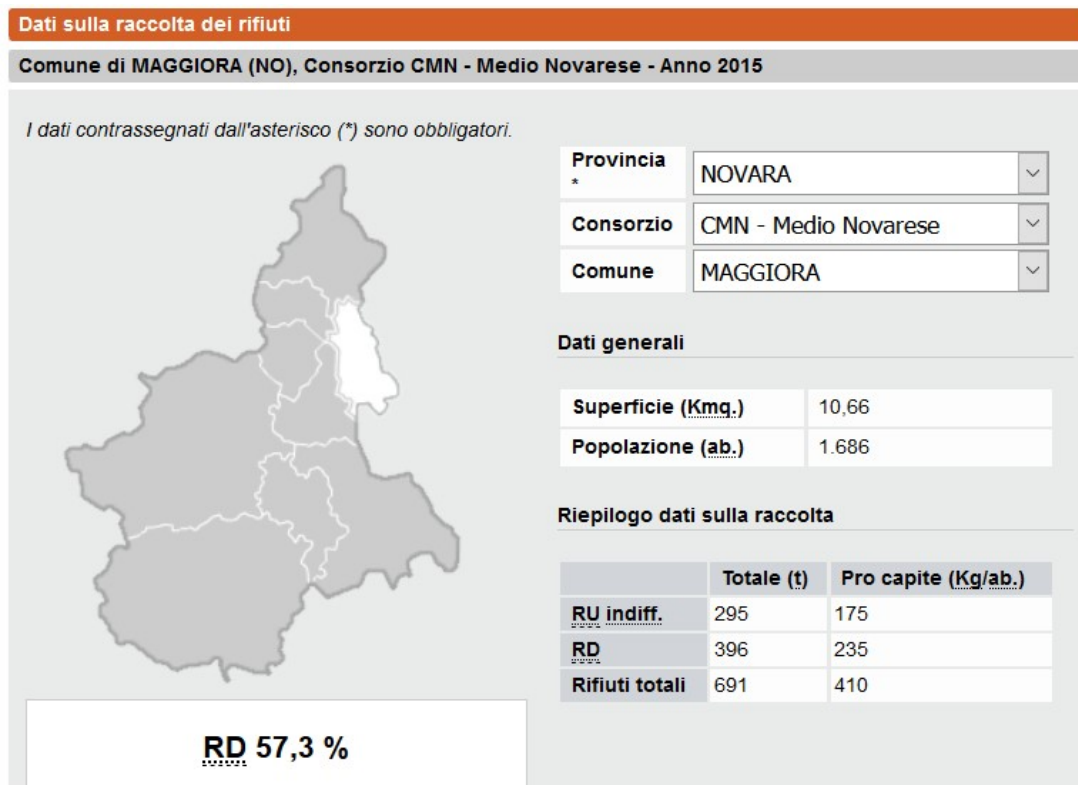 Dati sulla raccolta dei rifiuti
Comune di MAGGIORA (NO), Consorzio CMN - Medio Novarese - Anno 2015
I dati contrassegnati dall'asterisco (*) sono obbligatori.
Provincia
*
NOVARA
Consorzio CMN - Medio Novarese
Comune MAGGIORA
Dati generali
Superficie (Kmq.) 10,66
Popolazione (ab.) 1.686
Riepilogo dati sulla raccolta
Totale (t) Pro capite (Kg/ab.)
RU indiff. 295 175
RD 396 235
Rifiuti totali 691 410
RD 57,3 %